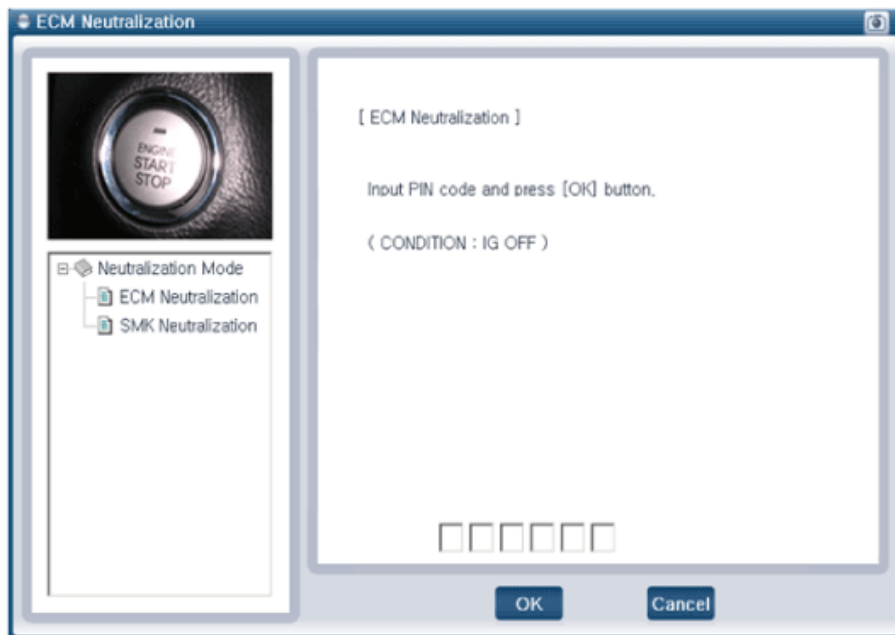 ECM Neutralization
ENGINE
START
STOP
Neutralization Mode
ECM Neutralization
SMK Neutralization
[ ECM Neutralization ]
Input PIN code and press [OK] button.
( CONDITION : IG OFF )
OK
Cancel